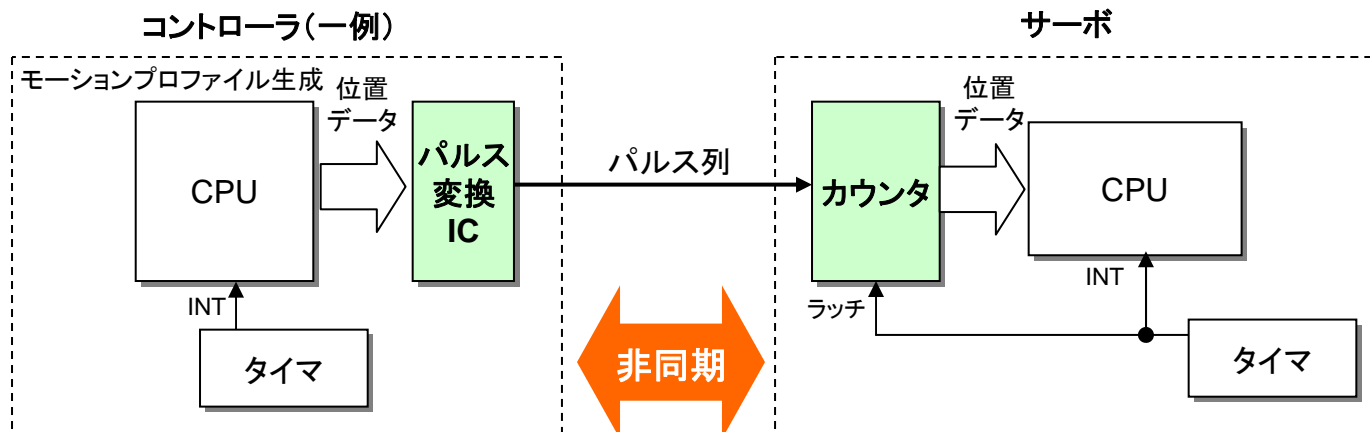 コントローラ(一例)
モーションプロファイル生成
CPU
位置
データ
パルス
変換
IC
INT
タイマ
パルス列
非同期
サーボ
カウンタ
位置
データ
CPU
ラッチ
INT
タイマ